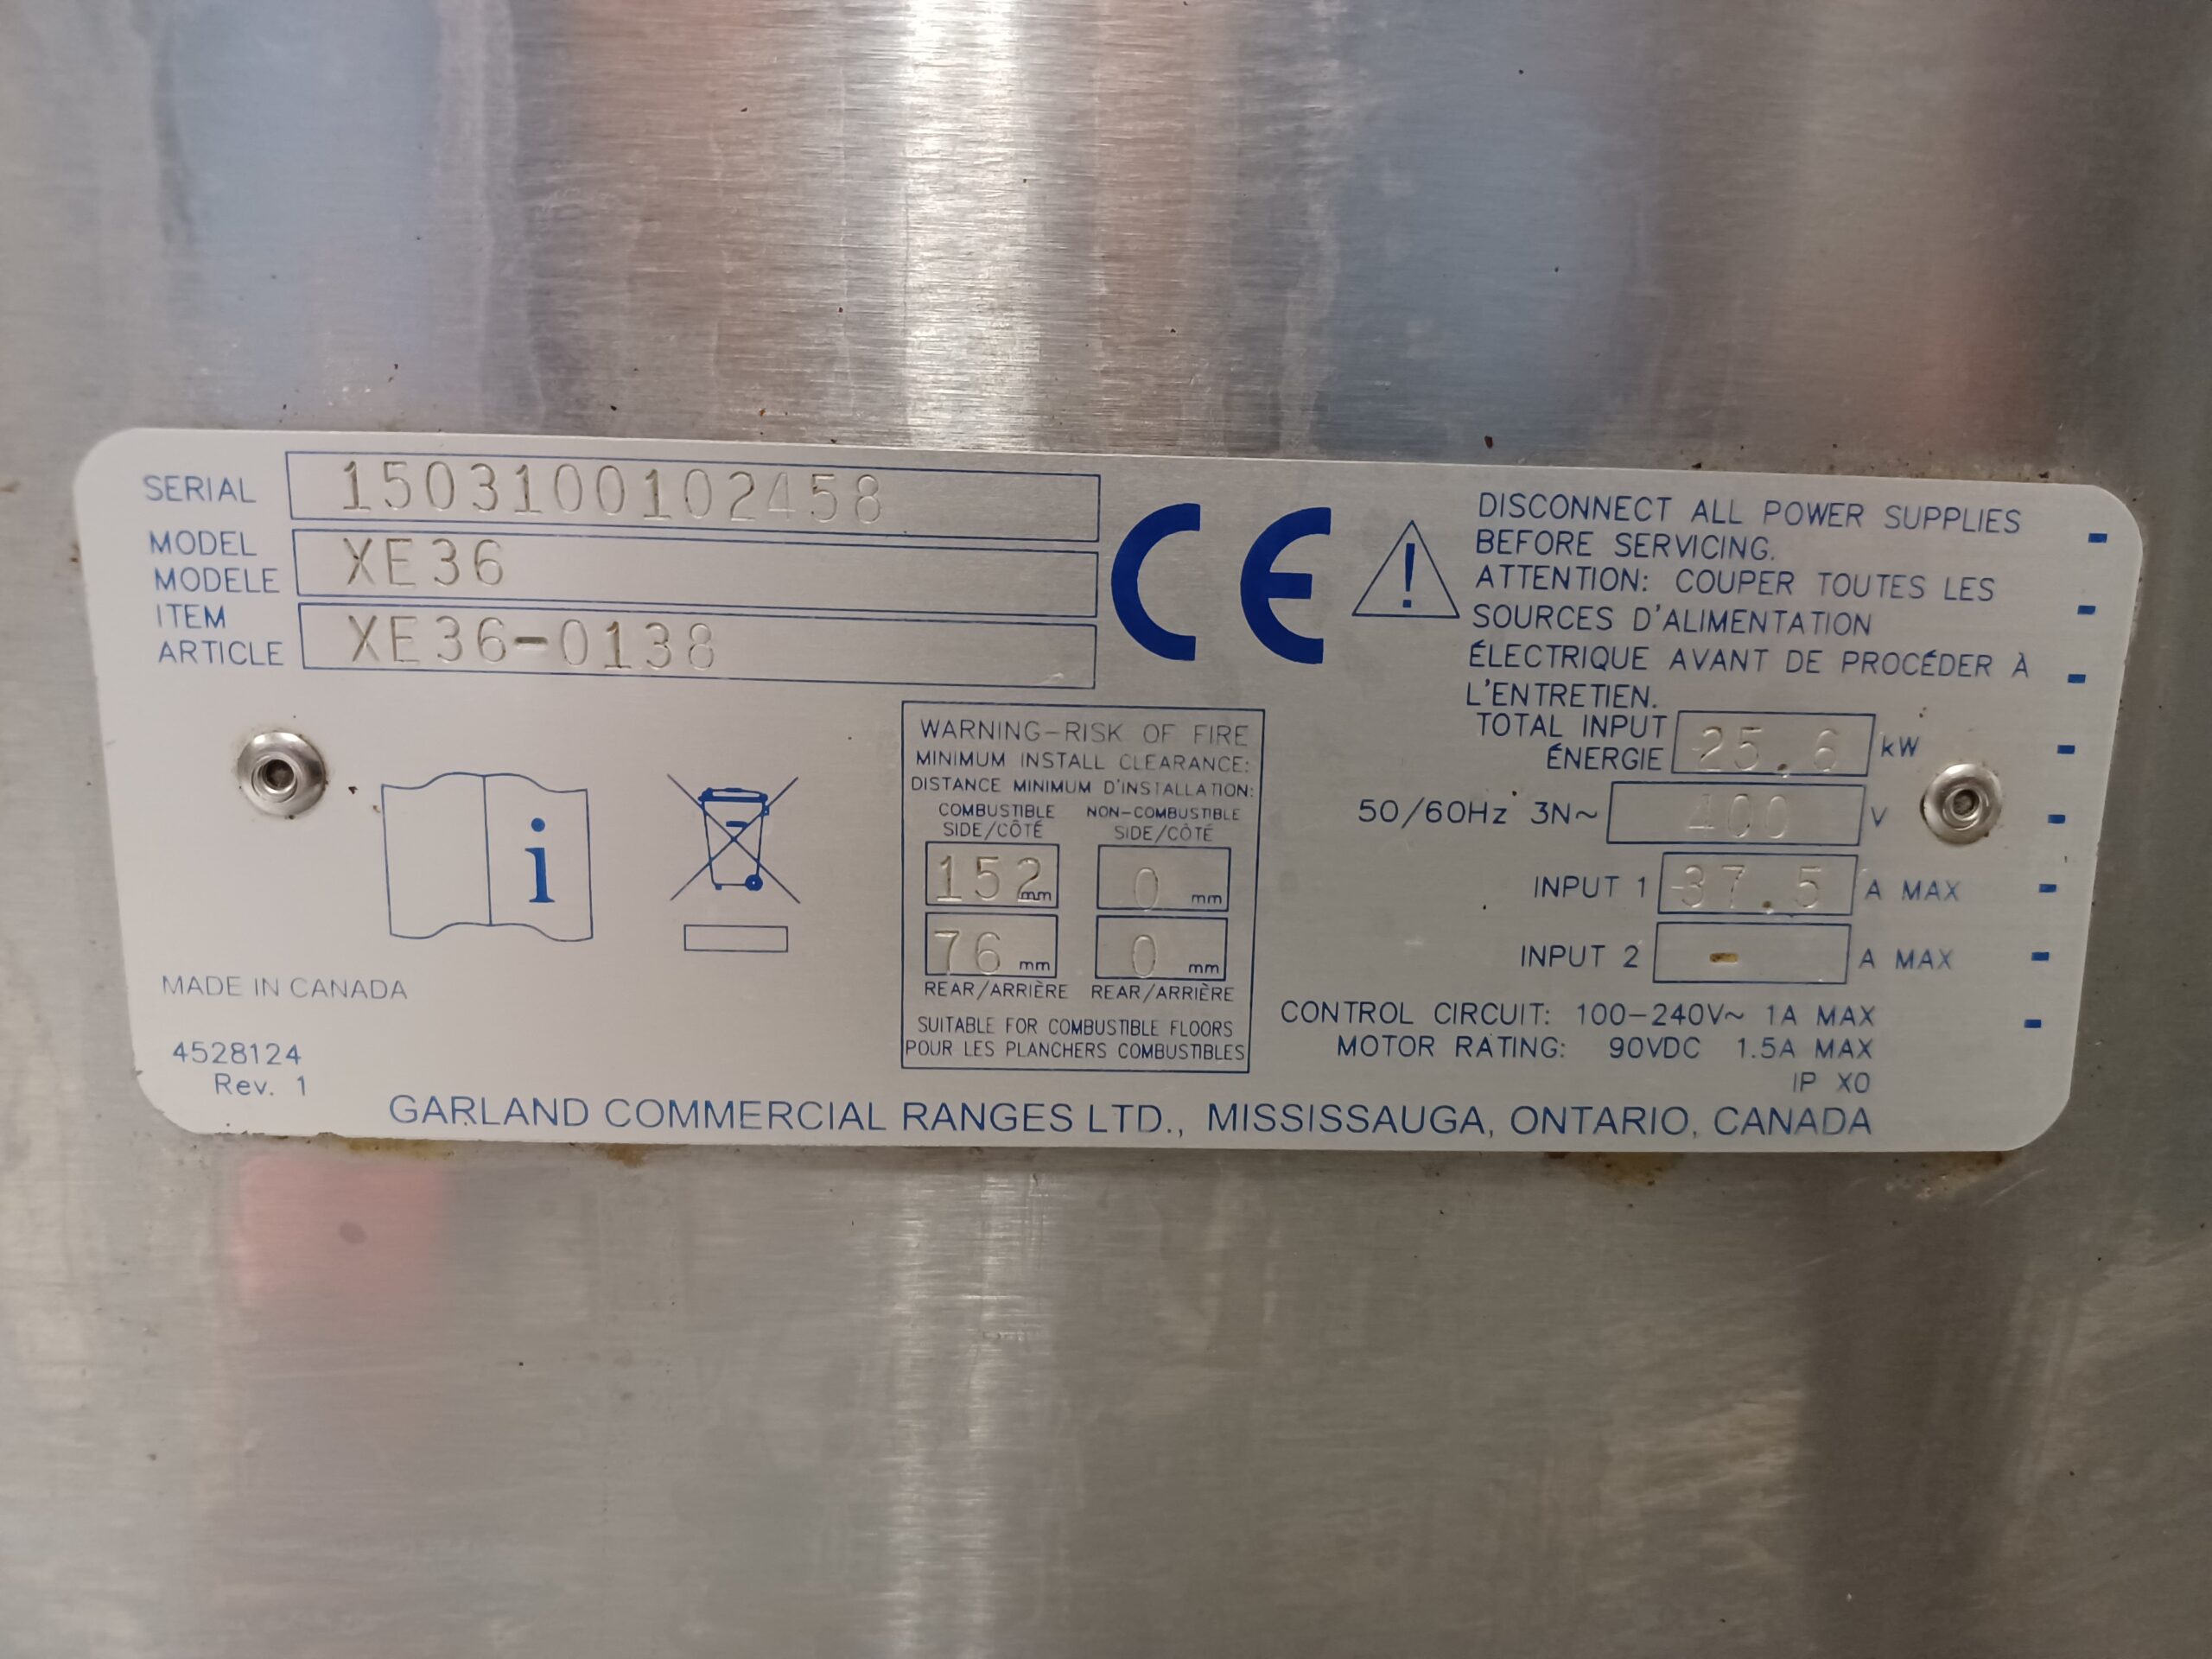 SERIAL 1503100102458
MODEL
MODELE XE36
ITEM
ARTICLE XE36-0138
CE
DISCONNECT ALL POWER SUPPLIES
BEFORE SERVICING.
ATTENTION: COUPER TOUTES LES
SOURCES D'ALIMENTATION
ÉLECTRIQUE AVANT DE PROCÉDER À
L'ENTRETIEN.
!
i
MADE IN CANADA
4528124
Rev. 1
WARNING-RISK OF FIRE
MINIMUM INSTALL CLEARANCE:
DISTANCE MINIMUM D'INSTALLATION:
COMBUSTIBLE NON-COMBUSTIBLE
SIDE/CÔTÉ SIDE/CÔTÉ
152 mm 0 mm
76 mm 0 mm
REAR/ARRIÈRE REAR/ARRIÈRE
SUITABLE FOR COMBUSTIBLE FLOORS
POUR LES PLANCHERS COMBUSTIBLES
TOTAL INPUT
ÉNERGIE 25.6 kW
50/60Hz 3N~ 400 V
INPUT 1 37.5 A MAX
INPUT 2 - A MAX
CONTROL CIRCUIT: 100-240V~ 1A MAX
MOTOR RATING: 90VDC 1.5A MAX
IP X0
GARLAND COMMERCIAL RANGES LTD., MISSISSAUGA, ONTARIO, CANADA